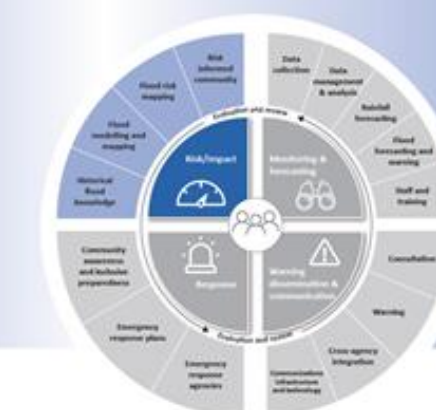 Risk
informed
community
Flood risk
mapping
Flood
modelling and
mapping
Historical
flood
knowledge
Data
collection
Data
management
& analysis
Rainfall
forecasting
Flood
forecasting and
warning
Staff and
training
Evaluation and review
Risk/Impact
Monitoring &
forecasting
Response
Warning
dissemination &
communication
Evaluation and review
Community
awareness
and inclusive
preparedness
Emergency
response plans
Emergency
response
agencies
Consultation
Warning
Cross-agency
integration
Communications
infrastructure
and technology